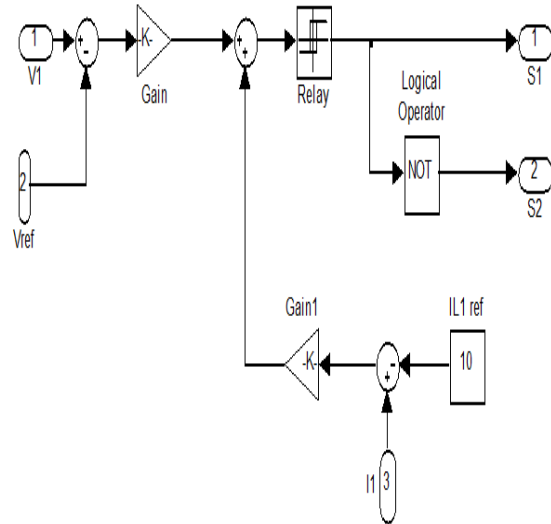 1
V1
+
-
-K-
Gain
+
+
Relay
1
S1
Logical
Operator
NOT
2
S2
2
Vref
Gain1
-K-
IL1 ref
10
-
+
I1
3